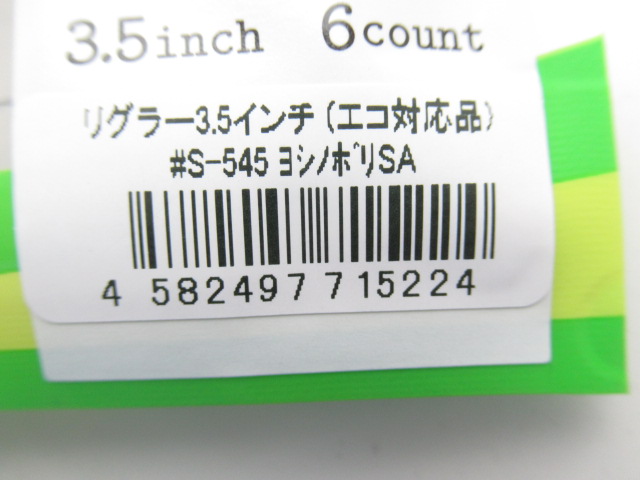 3.5inch 6count
リグラー3.5インチ(エコ対応品)
#S-545 ﾖｼﾉﾎﾞﾘSA
4 582497 715224